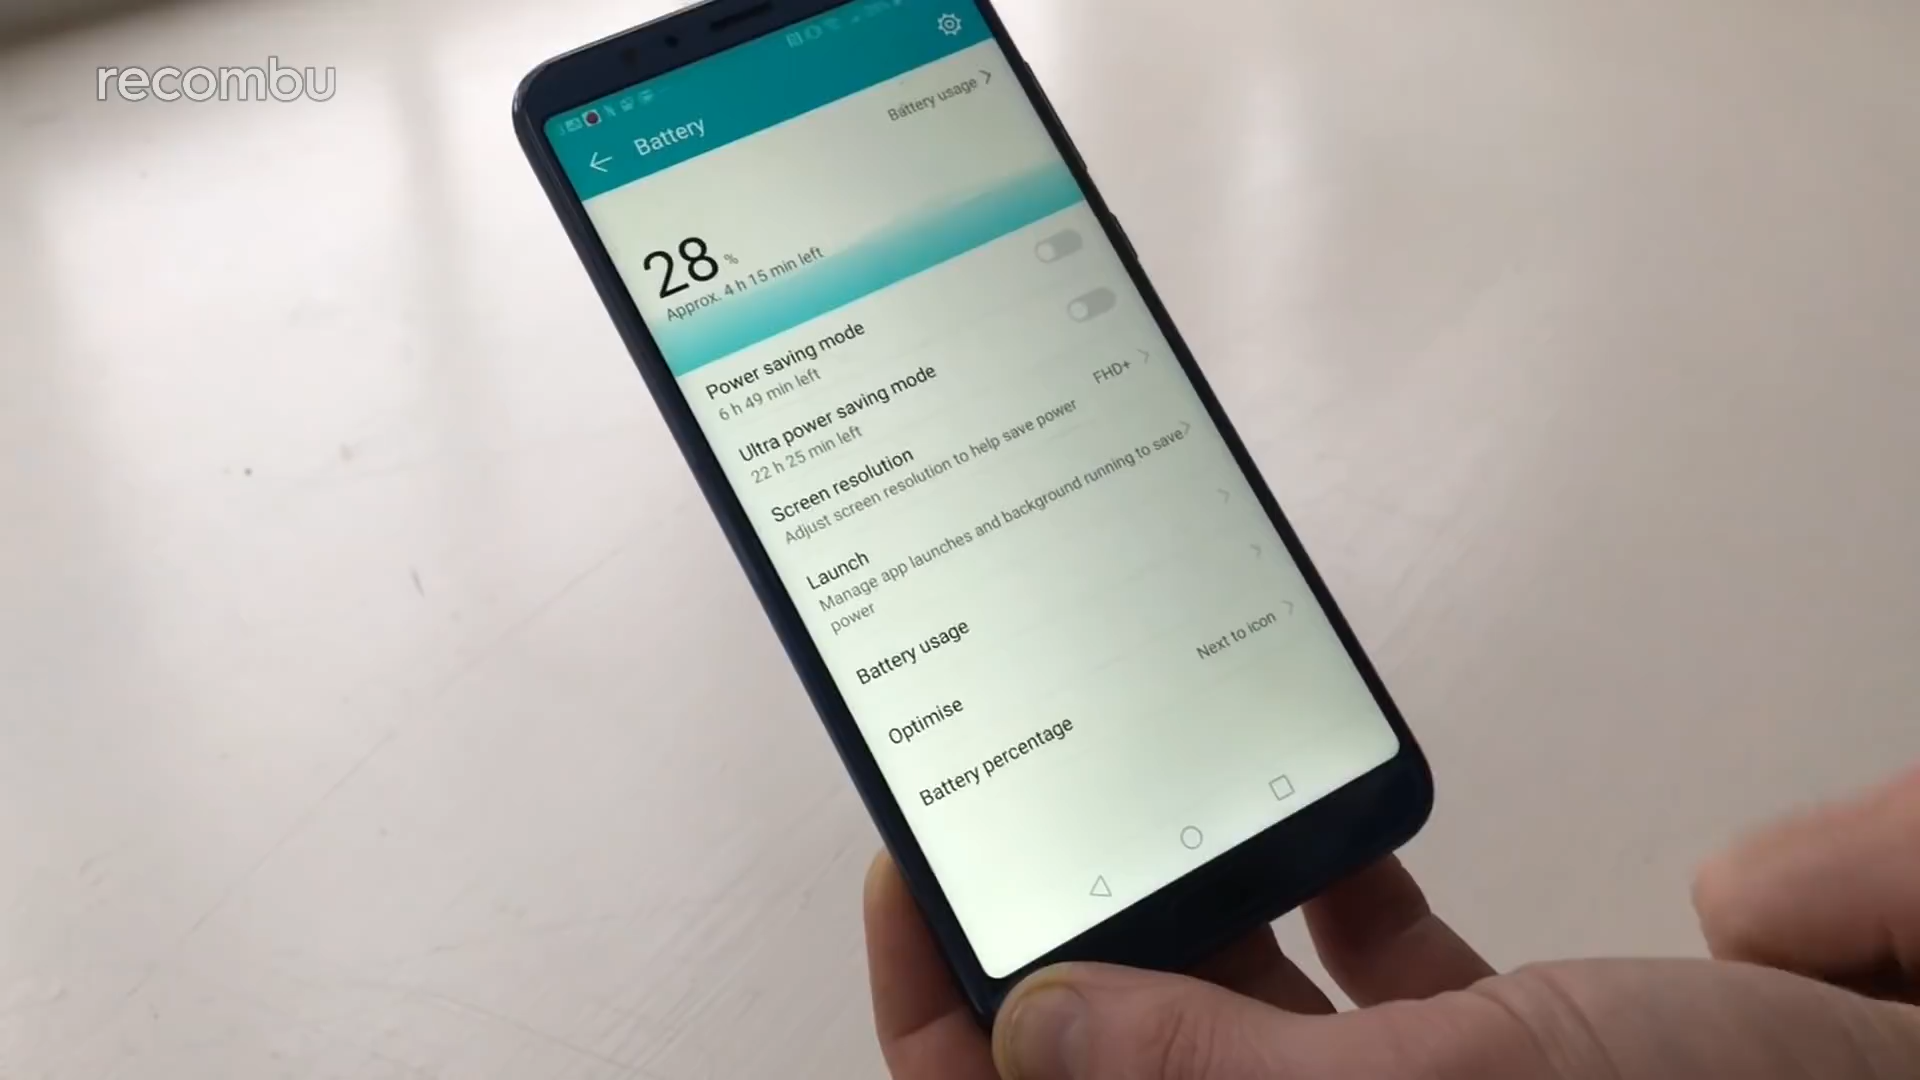 recombu
Battery
Battery usage
28 %
Approx. 4 h 15 min left
Power saving mode
6 h 49 min left
Ultra power saving mode
22 h 25 min left
Screen resolution
FHD+
Adjust screen resolution to help save power
Launch
Manage app launches and background running to save
power
Battery usage
Optimise
Battery percentage
Next to icon